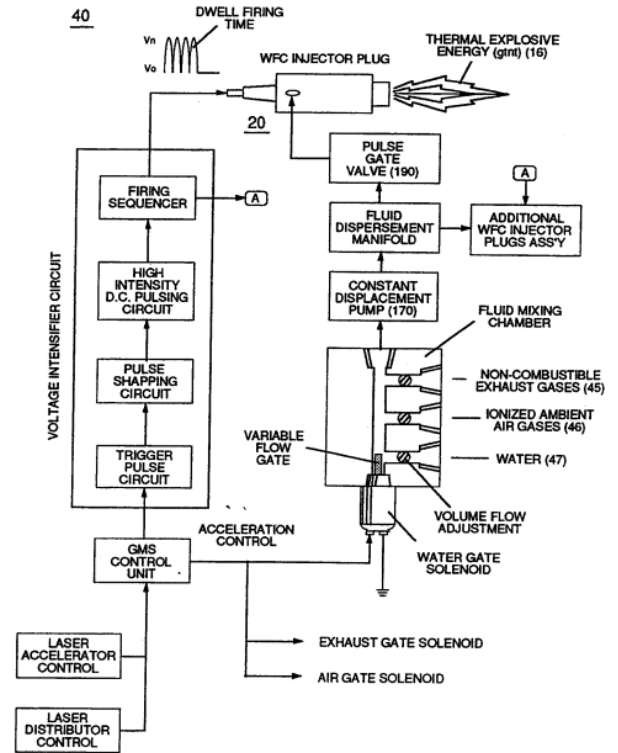 40
DWELL FIRING
TIME
Vn
Vo
WFC INJECTOR PLUG
THERMAL EXPLOSIVE
ENERGY (gtnt) (16)
20
PULSE
GATE
VALVE (190)
FIRING
SEQUENCER
A
FLUID
DISPERSEMENT
MANIFOLD
A
ADDITIONAL
WFC INJECTOR
PLUGS ASS'Y
VOLTAGE INTENSIFIER CIRCUIT
HIGH
INTENSITY
D.C. PULSING
CIRCUIT
CONSTANT
DISPLACEMENT
PUMP (170)
FLUID MIXING
CHAMBER
PULSE
SHAPPING
CIRCUIT
NON-COMBUSTIBLE
EXHAUST GASES (45)
IONIZED AMBIENT
AIR GASES (46)
VARIABLE
FLOW
GATE
WATER (47)
TRIGGER
PULSE
CIRCUIT
VOLUME FLOW
ADJUSTMENT
ACCELERATION
CONTROL
WATER GATE
SOLENOID
GMS
CONTROL
UNIT
EXHAUST GATE SOLENOID
LASER
ACCELERATOR
CONTROL
AIR GATE SOLENOID
LASER
DISTRIBUTOR
CONTROL